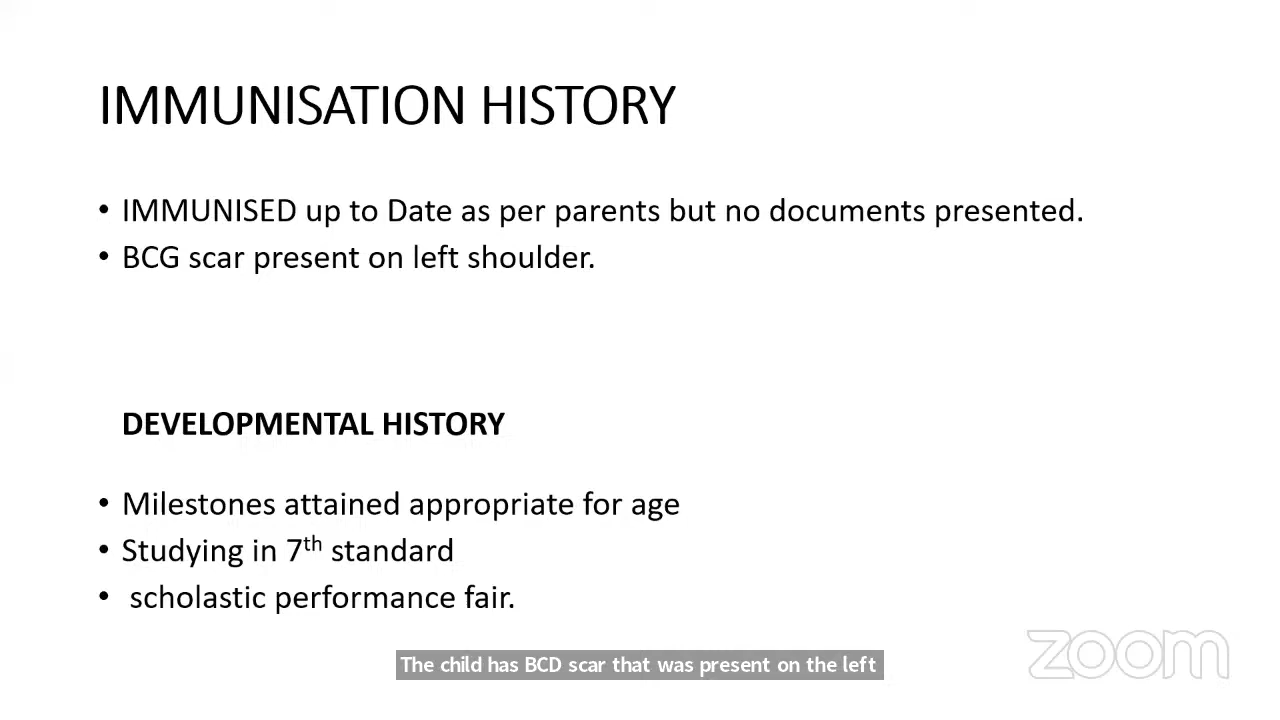 IMMUNISATION HISTORY
• IMMUNISED up to Date as per parents but no documents presented.
• BCG scar present on left shoulder.
DEVELOPMENTAL HISTORY
• Milestones attained appropriate for age
• Studying in 7th standard
• scholastic performance fair.
The child has BCD scar that was present on the left
zoom